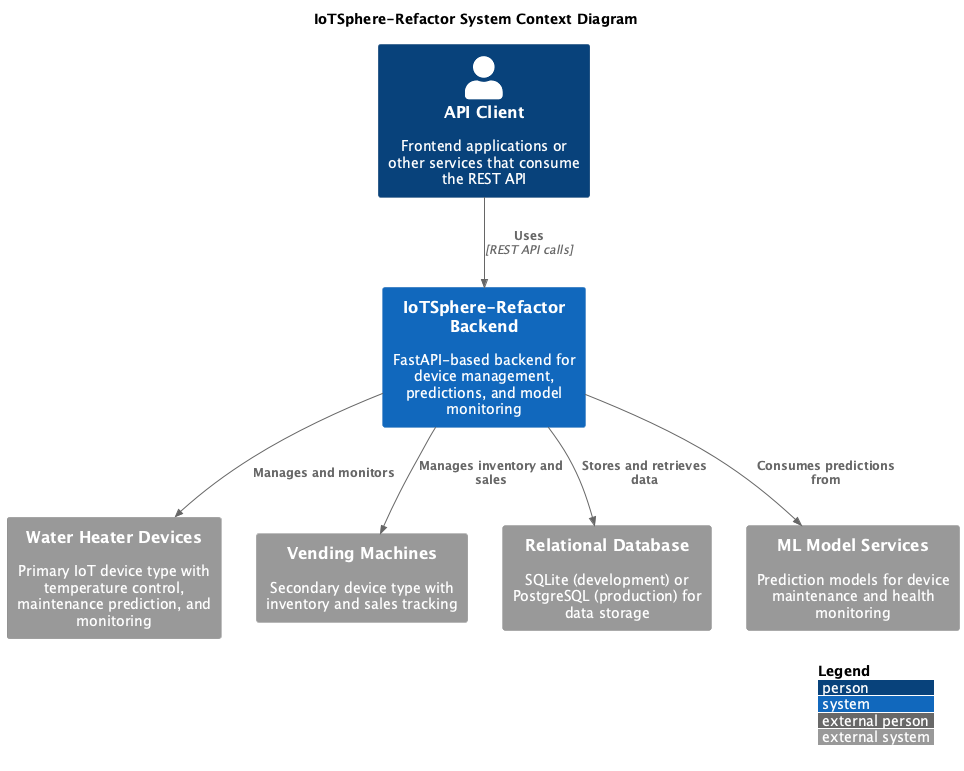 IoTSphere-Refactor System Context Diagram
API Client
Frontend applications or
other services that consume
the REST API
Uses
[REST API calls]
IoTSphere-Refactor
Backend
FastAPI-based backend for
device management,
predictions, and model
monitoring
Manages and monitors
Manages inventory and
sales
Stores and retrieves
data
Consumes predictions
from
Water Heater Devices
Primary IoT device type with
temperature control,
maintenance prediction, and
monitoring
Vending Machines
Secondary device type with
inventory and sales tracking
Relational Database
SQLite (development) or
PostgreSQL (production) for
data storage
ML Model Services
Prediction models for device
maintenance and health
monitoring
Legend
person
system
external person
external system